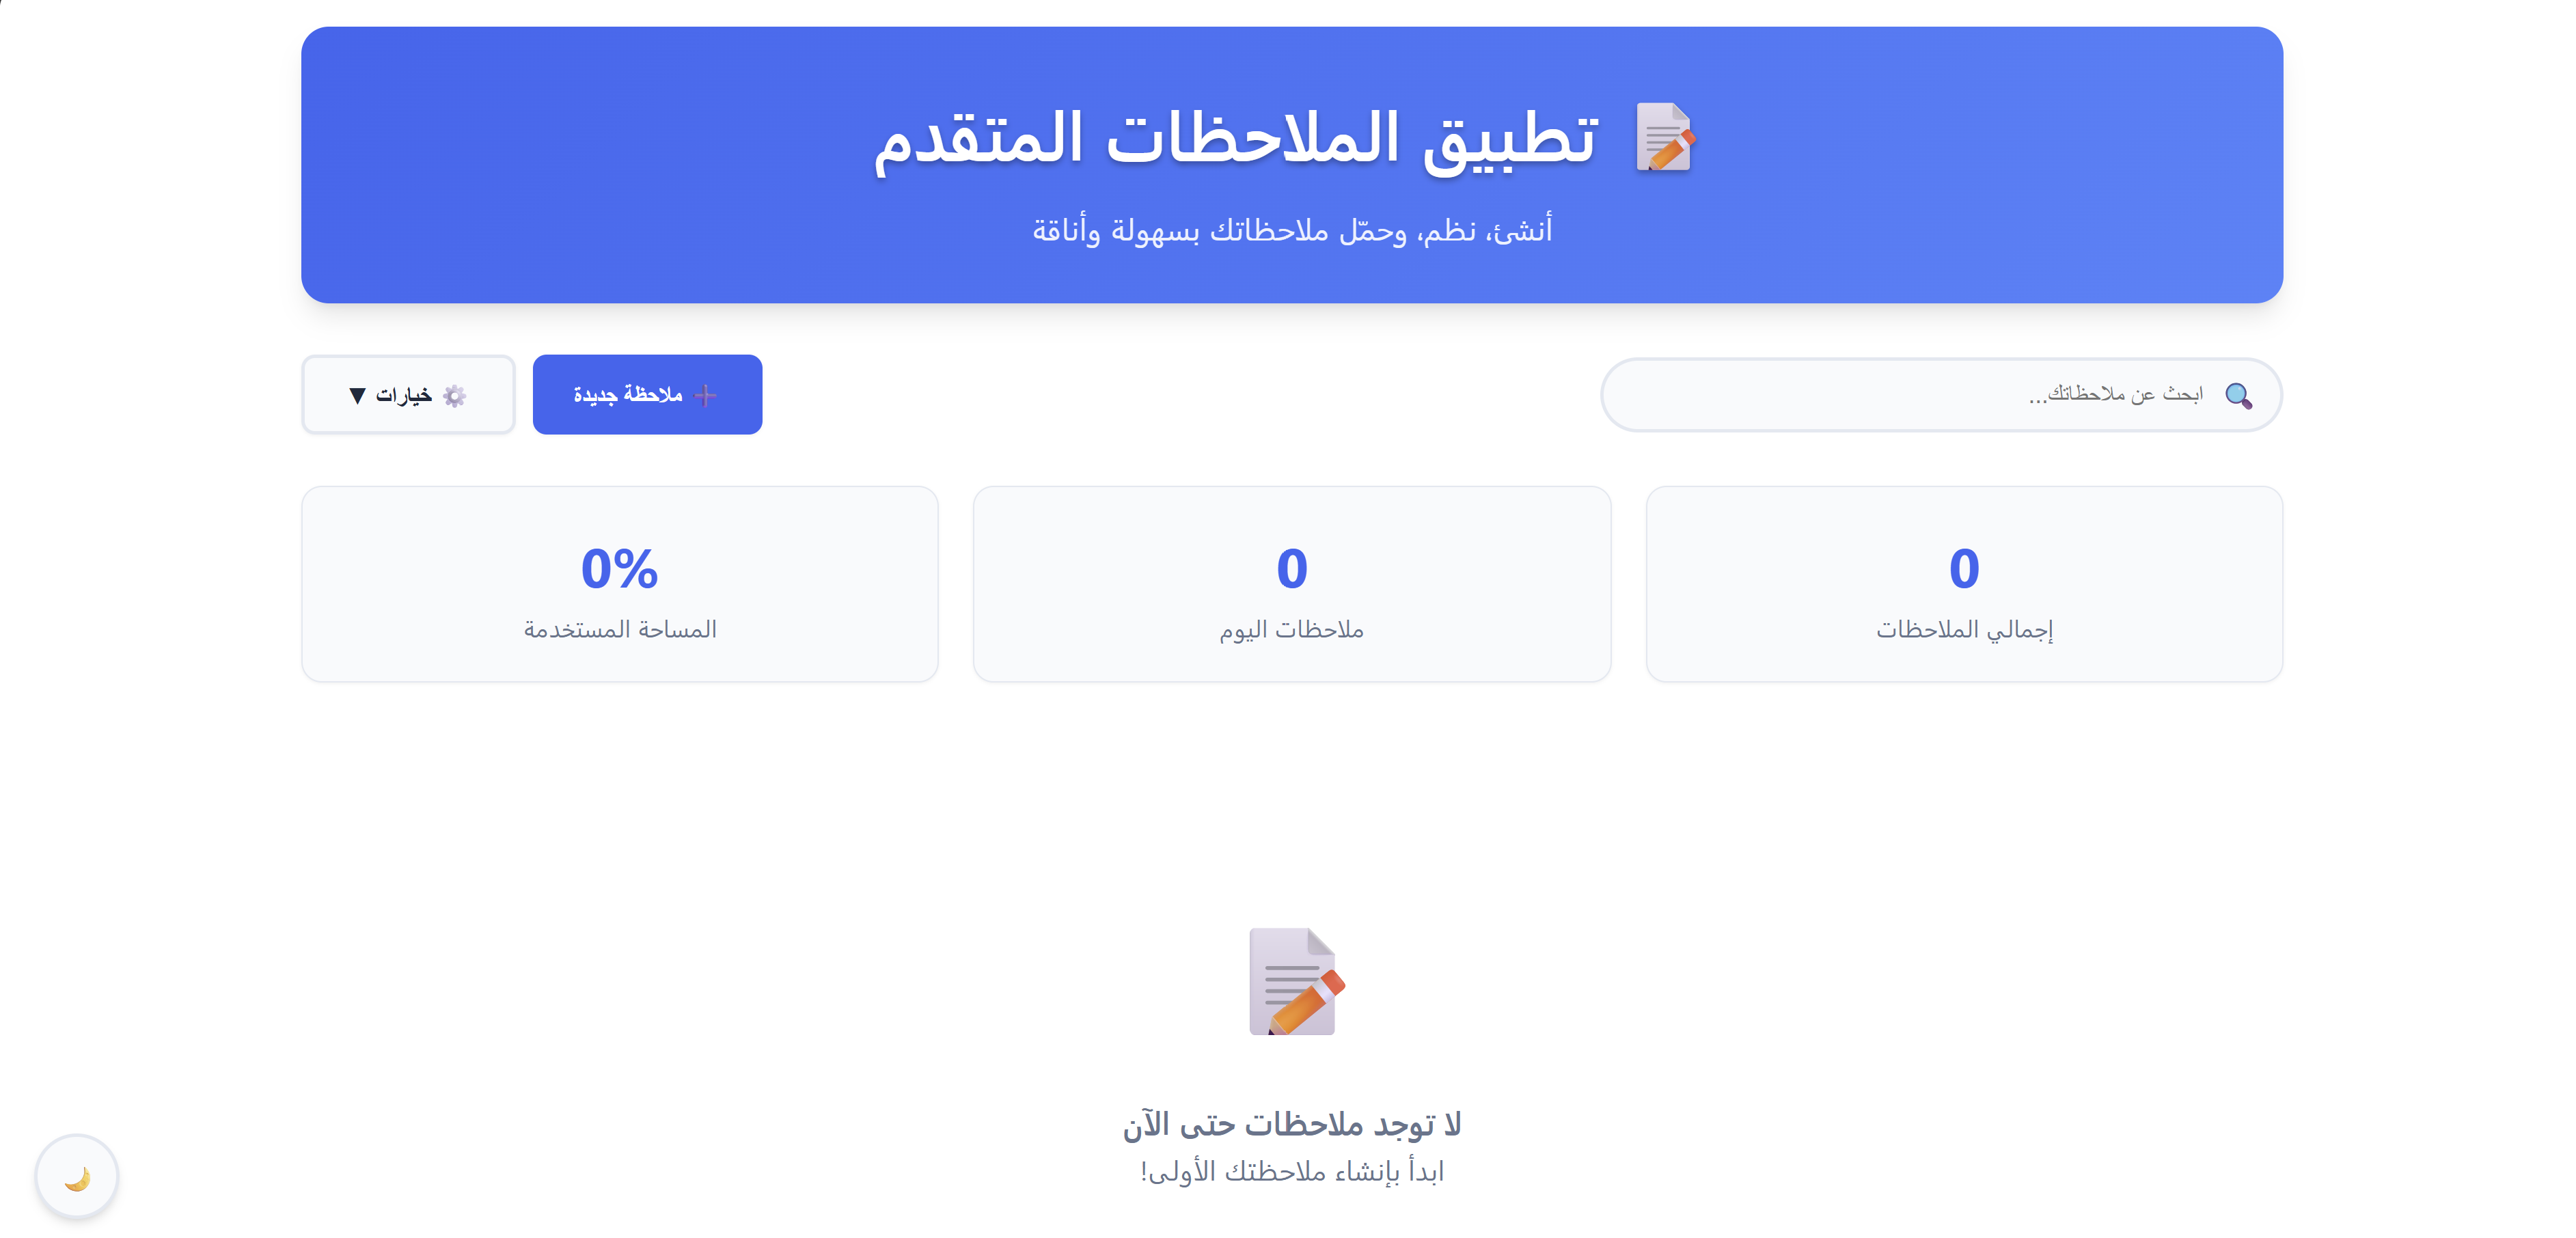 تطبيق الملاحظات المتقدم
أنشئ، نظم، وحمّل ملاحظاتك بسهولة وأناقة
ابحث عن ملاحظاتك...
ملاحظة جديدة
خيارات ▼
0
إجمالي الملاحظات
0
ملاحظات اليوم
0%
المساحة المستخدمة
لا توجد ملاحظات حتى الآن
ابدأ بإنشاء ملاحظتك الأولى!